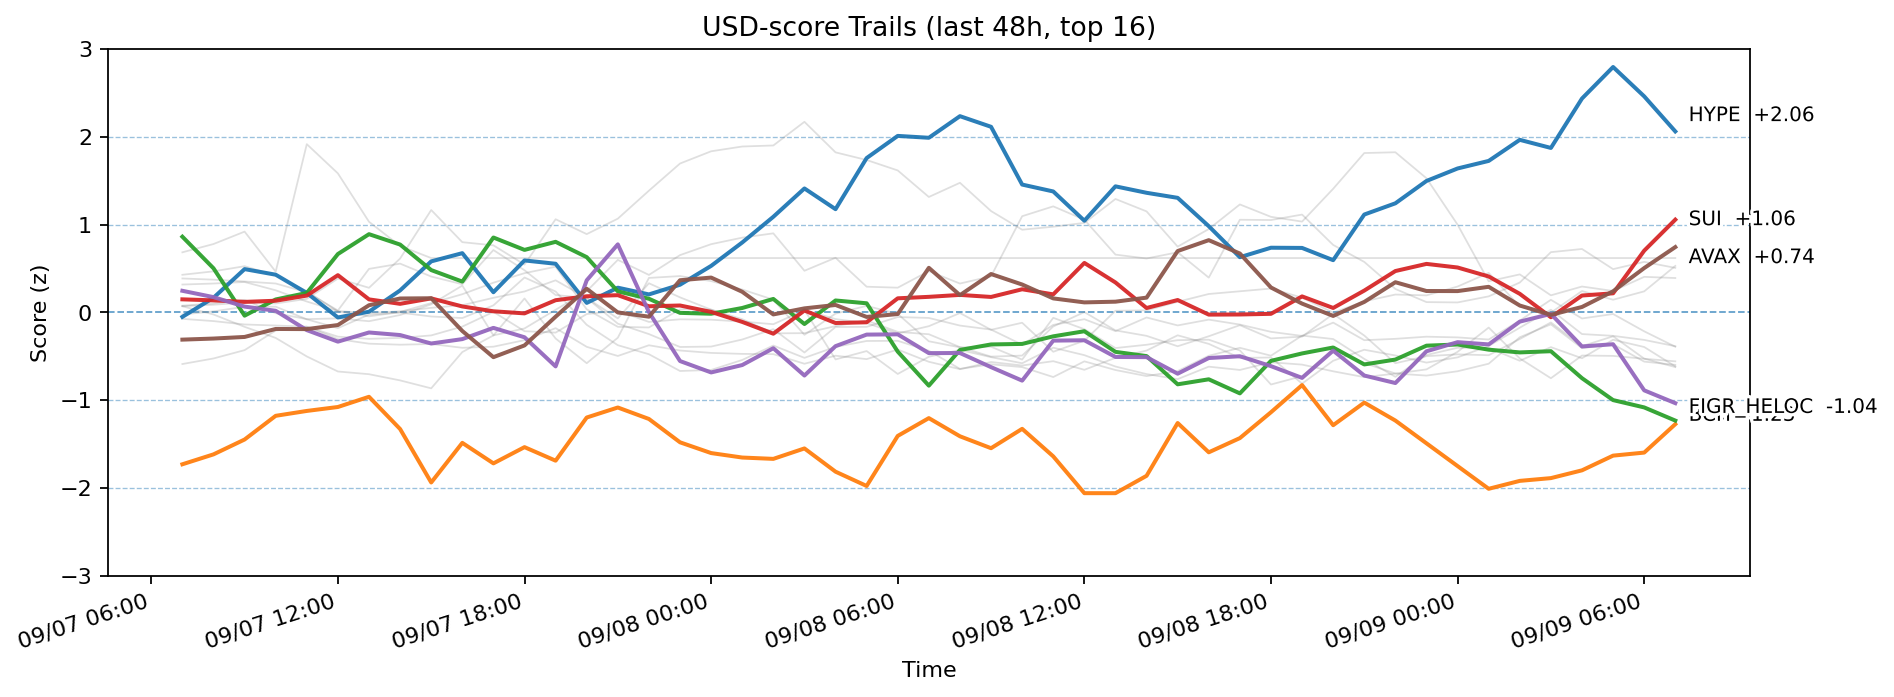 USD-score Trails (last 48h, top 16)
Score (z)
3
2
1
0
−1
−2
−3
HYPE +2.06
SUI +1.06
AVAX +0.74
FIGR_HELOC -1.04
09/07 06:00
09/07 12:00
09/07 18:00
09/08 00:00
09/08 06:00
09/08 12:00
09/08 18:00
09/09 00:00
09/09 06:00
Time